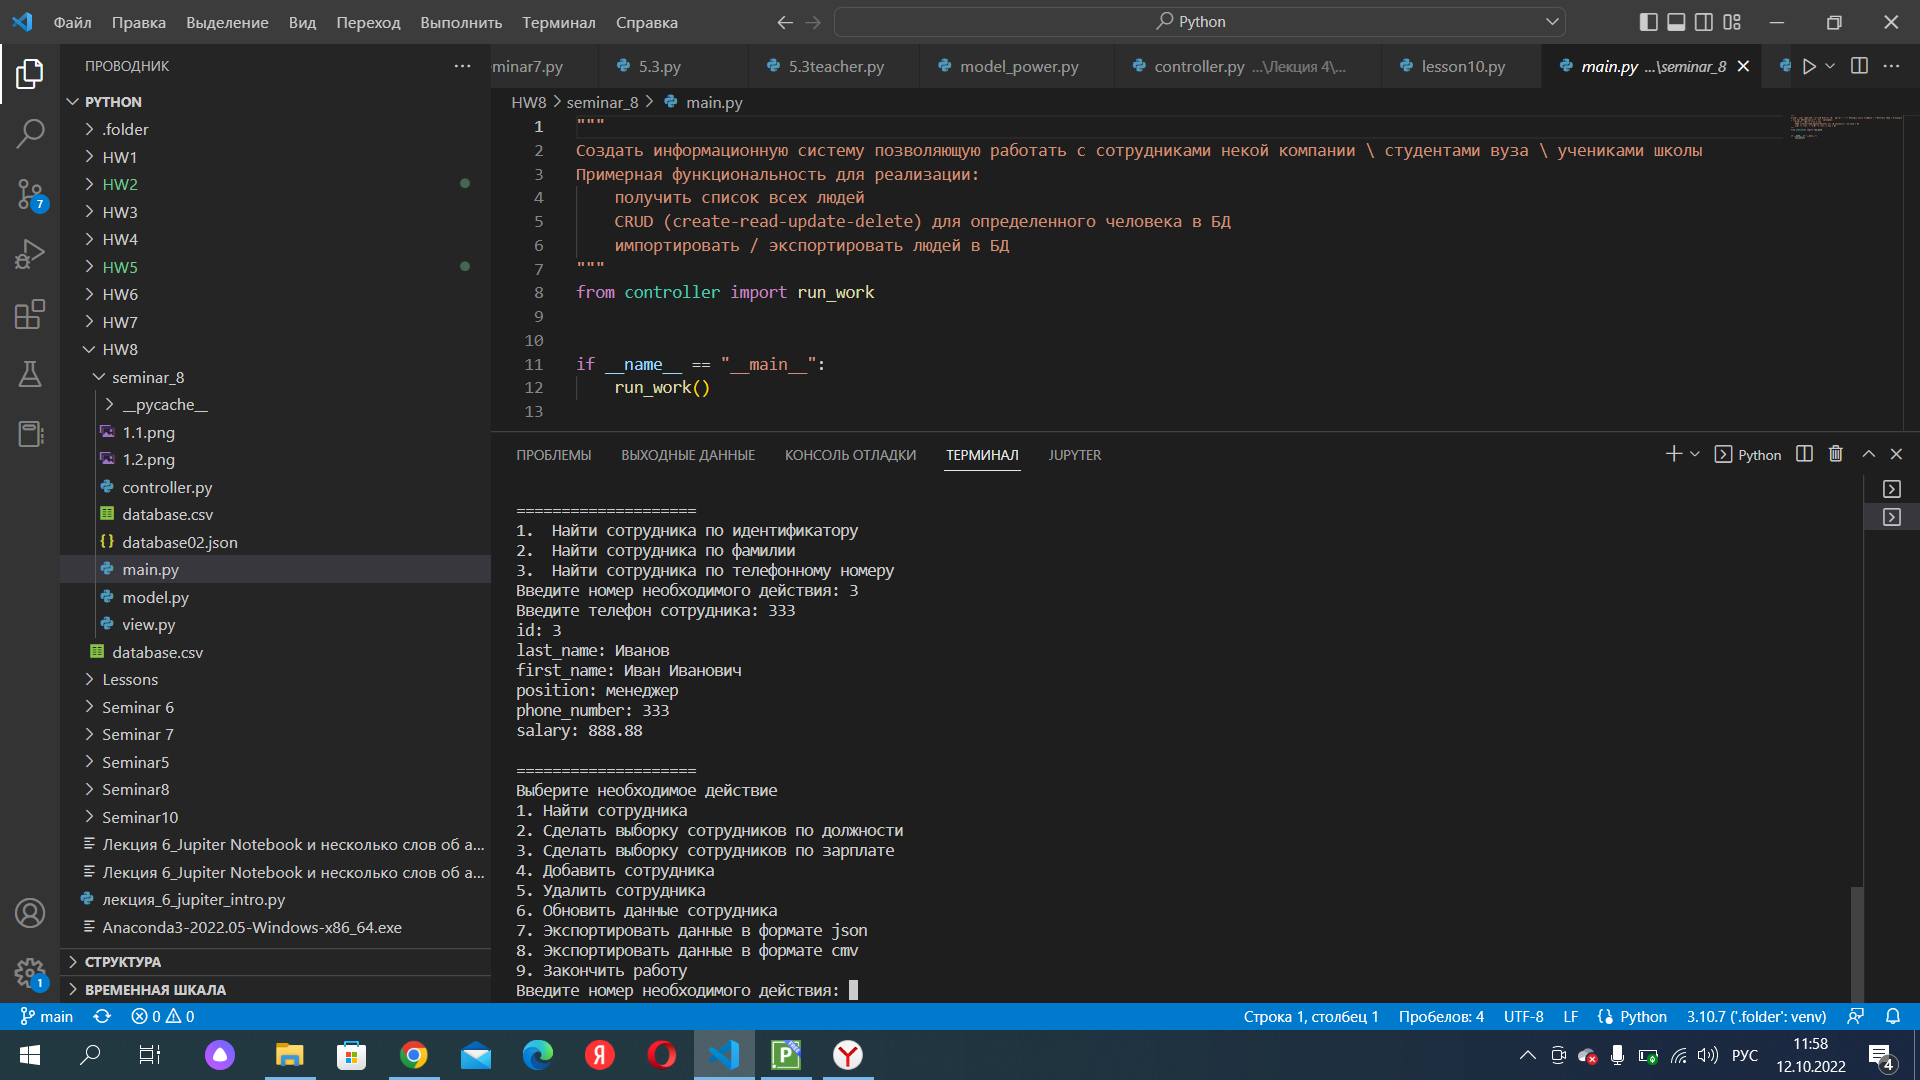 Файл Правка Выделение Вид Переход Выполнить Терминал Справка
Python
ПРОВОДНИК
minar7.py 5.3.py 5.3teacher.py model_power.py controller.py ...\Лекция 4\... lesson10.py main.py ...\seminar_8
HW8 > seminar_8 > main.py
PYTHON
.folder
HW1
HW2
HW3
HW4
HW5
HW6
HW7
HW8
seminar_8
__pycache__
1.1.png
1.2.png
controller.py
database.csv
database02.json
main.py
model.py
view.py
database.csv
Lessons
Seminar 6
Seminar 7
Seminar5
Seminar8
Seminar10
Лекция 6_Jupiter Notebook и несколько слов об а...
Лекция 6_Jupiter Notebook и несколько слов об а...
лекция_6_jupiter_intro.py
Anaconda3-2022.05-Windows-x86_64.exe
СТРУКТУРА
ВРЕМЕННАЯ ШКАЛА
7
1
1 """
2 Создать информационную систему позволяющую работать с сотрудниками некой компании \ студентами вуза \ учениками школы
3 Примерная функциональность для реализации:
4 получить список всех людей
5 CRUD (create-read-update-delete) для определенного человека в БД
6 импортировать / экспортировать людей в БД
7 """
8 from controller import run_work
9
10
11 if __name__ == "__main__":
12 run_work()
13
ПРОБЛЕМЫ ВЫХОДНЫЕ ДАННЫЕ КОНСОЛЬ ОТЛАДКИ ТЕРМИНАЛ JUPYTER
Python
====================
1.  Найти сотрудника по идентификатору
2.  Найти сотрудника по фамилии
3.  Найти сотрудника по телефонному номеру
Введите номер необходимого действия: 3
Введите телефон сотрудника: 333
id: 3
last_name: Иванов
first_name: Иван Иванович
position: менеджер
phone_number: 333
salary: 888.88
====================
Выберите необходимое действие
1. Найти сотрудника
2. Сделать выборку сотрудников по должности
3. Сделать выборку сотрудников по зарплате
4. Добавить сотрудника
5. Удалить сотрудника
6. Обновить данные сотрудника
7. Экспортировать данные в формате json
8. Экспортировать данные в формате cmv
9. Закончить работу
Введите номер необходимого действия:
main 0 0 Строка 1, столбец 1 Пробелов: 4 UTF-8 LF Python 3.10.7 ('.folder': venv)
РУС
11:58
12.10.2022
4